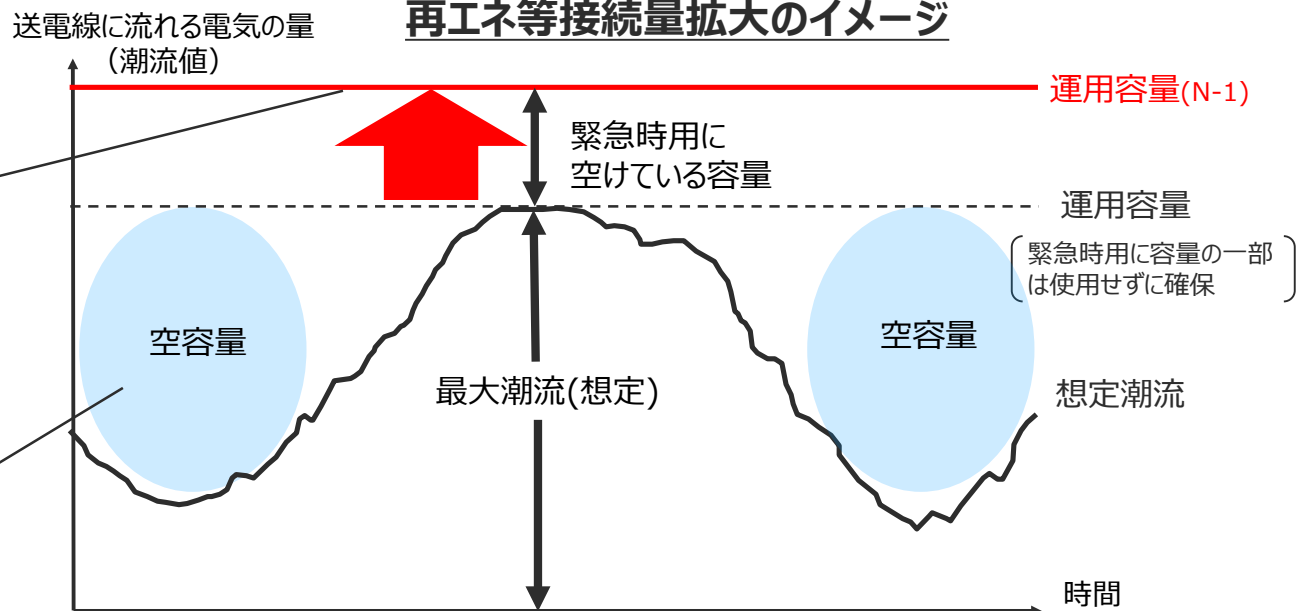 再エネ等接続量拡大のイメージ
送電線に流れる電気の量
（潮流値）
運用容量(N-1)
緊急時用に
空けている容量
運用容量
緊急時用に容量の一部
は使用せずに確保
空容量
空容量
最大潮流(想定)
想定潮流
時間